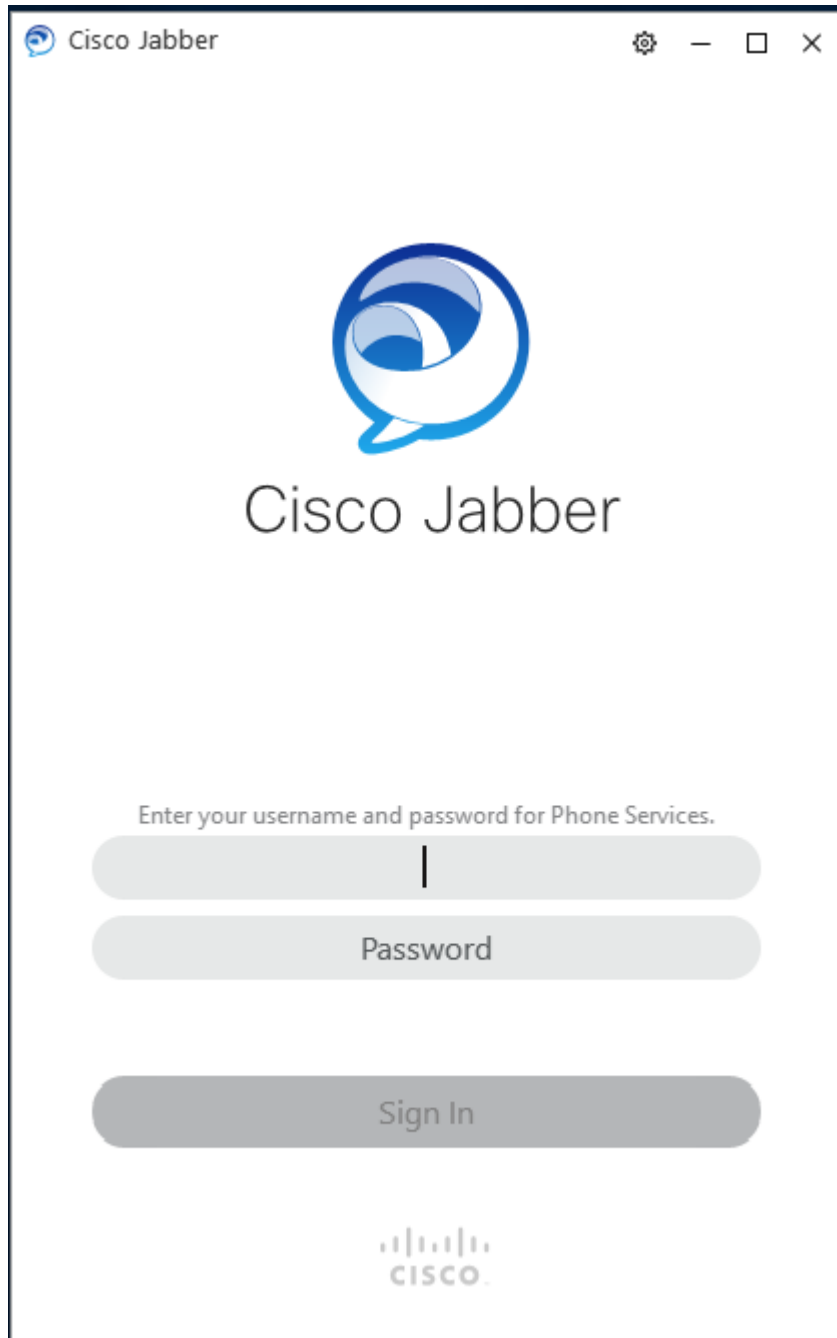 Cisco Jabber
Cisco Jabber
Enter your username and password for Phone Services.
Password
Sign In
CISCO